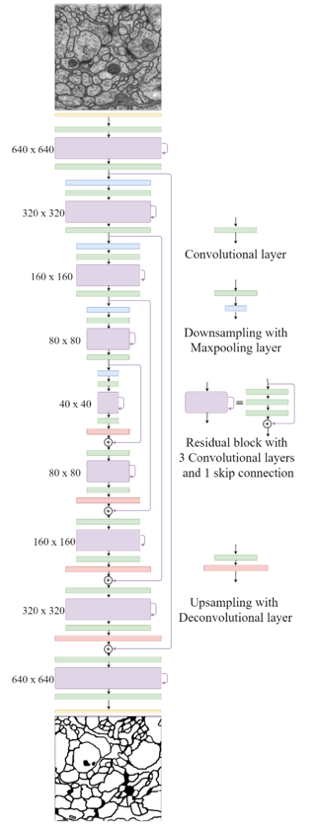 640 x 640
320 x 320
160 x 160
80 x 80
40 x 40
80 x 80
160 x 160
320 x 320
640 x 640
Convolutional layer
Downsampling with
Maxpooling layer
=
Residual block with
3 Convolutional layers
and 1 skip connection
Upsampling with
Deconvolutional layer